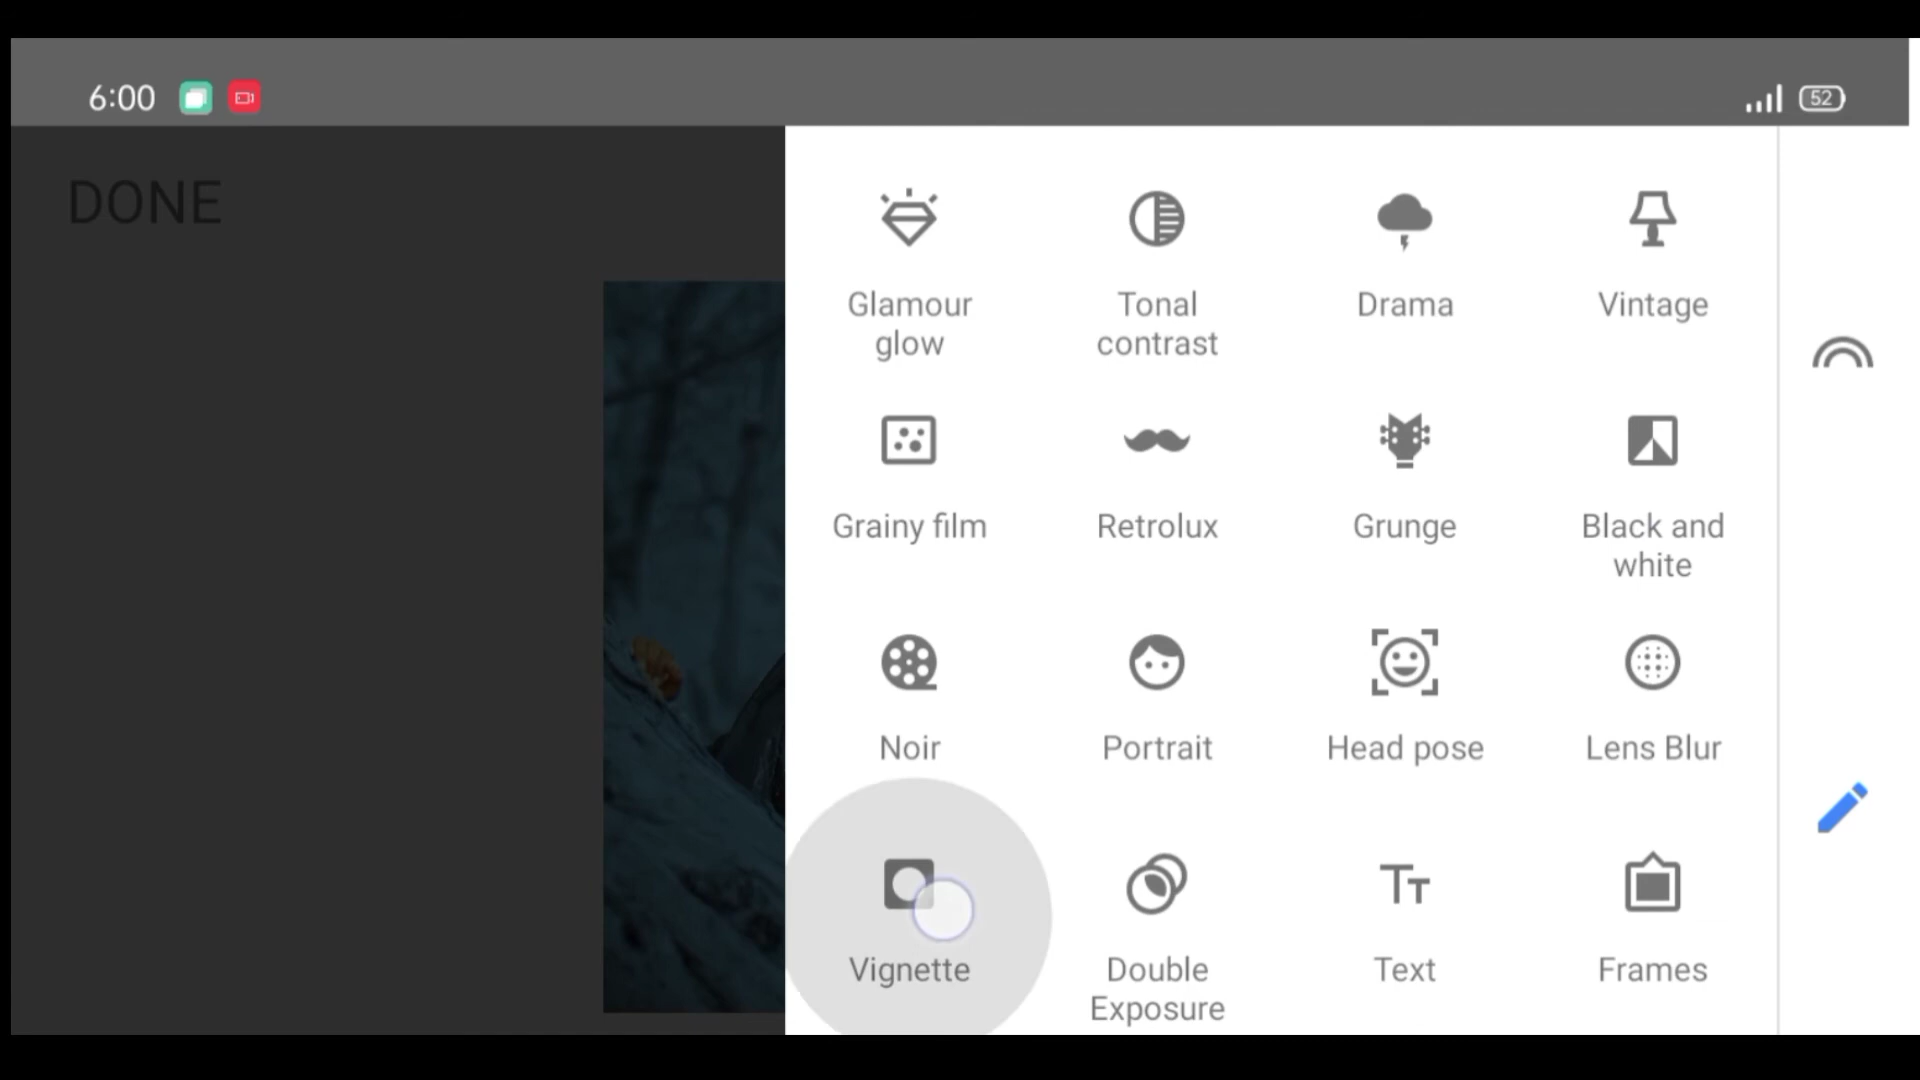 6:00
52
DONE
Glamour
glow
Tonal
contrast
Drama
Vintage
Grainy film
Retrolux
Grunge
Black and
white
Noir
Portrait
Head pose
Lens Blur
Vignette
Double
Exposure
Text
Frames